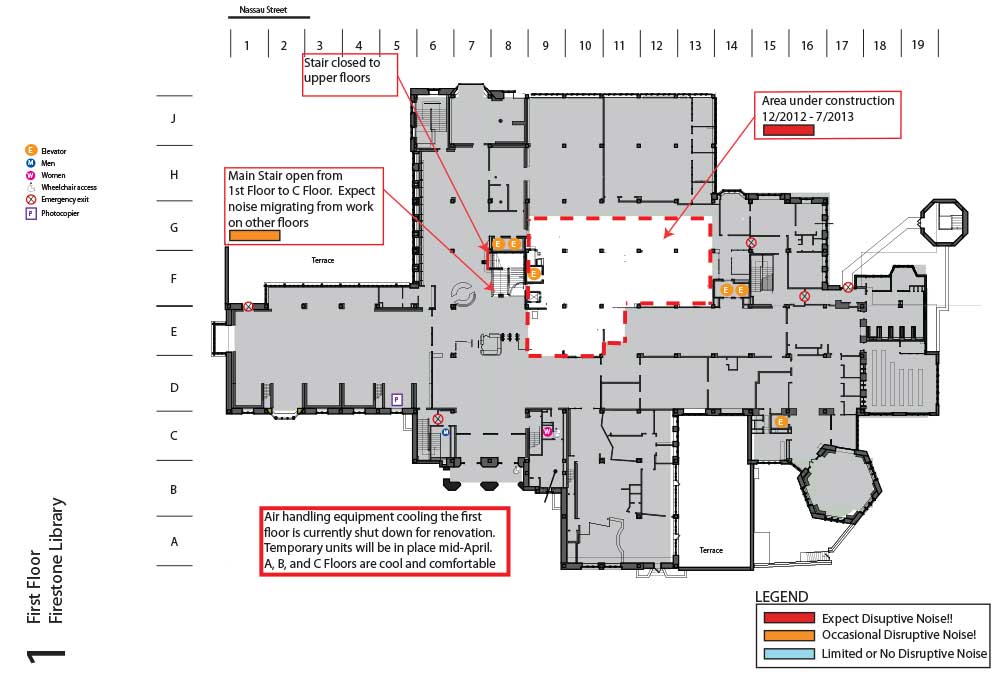 Nassau Street
1 2 3 4 5 6 7 8 9 10 11 12 13 14 15 16 17 18 19
Stair closed to
upper floors
Area under construction
12/2012 - 7/2013
J
H
G
F
E
D
C
B
A
E Elevator
M Men
W Women
Wheelchair access
Emergency exit
P Photocopier
Main Stair open from
1st Floor to C Floor. Expect
noise migrating from work
on other floors
Terrace
E E
E
E E
P
M
W
E
Air handling equipment cooling the first
floor is currently shut down for renovation.
Temporary units will be in place mid-April.
A, B, and C Floors are cool and comfortable
Terrace
1
First Floor
Firestone Library
LEGEND
Expect Disuptive Noise!!
Occasional Disruptive Noise!
Limited or No Disruptive Noise